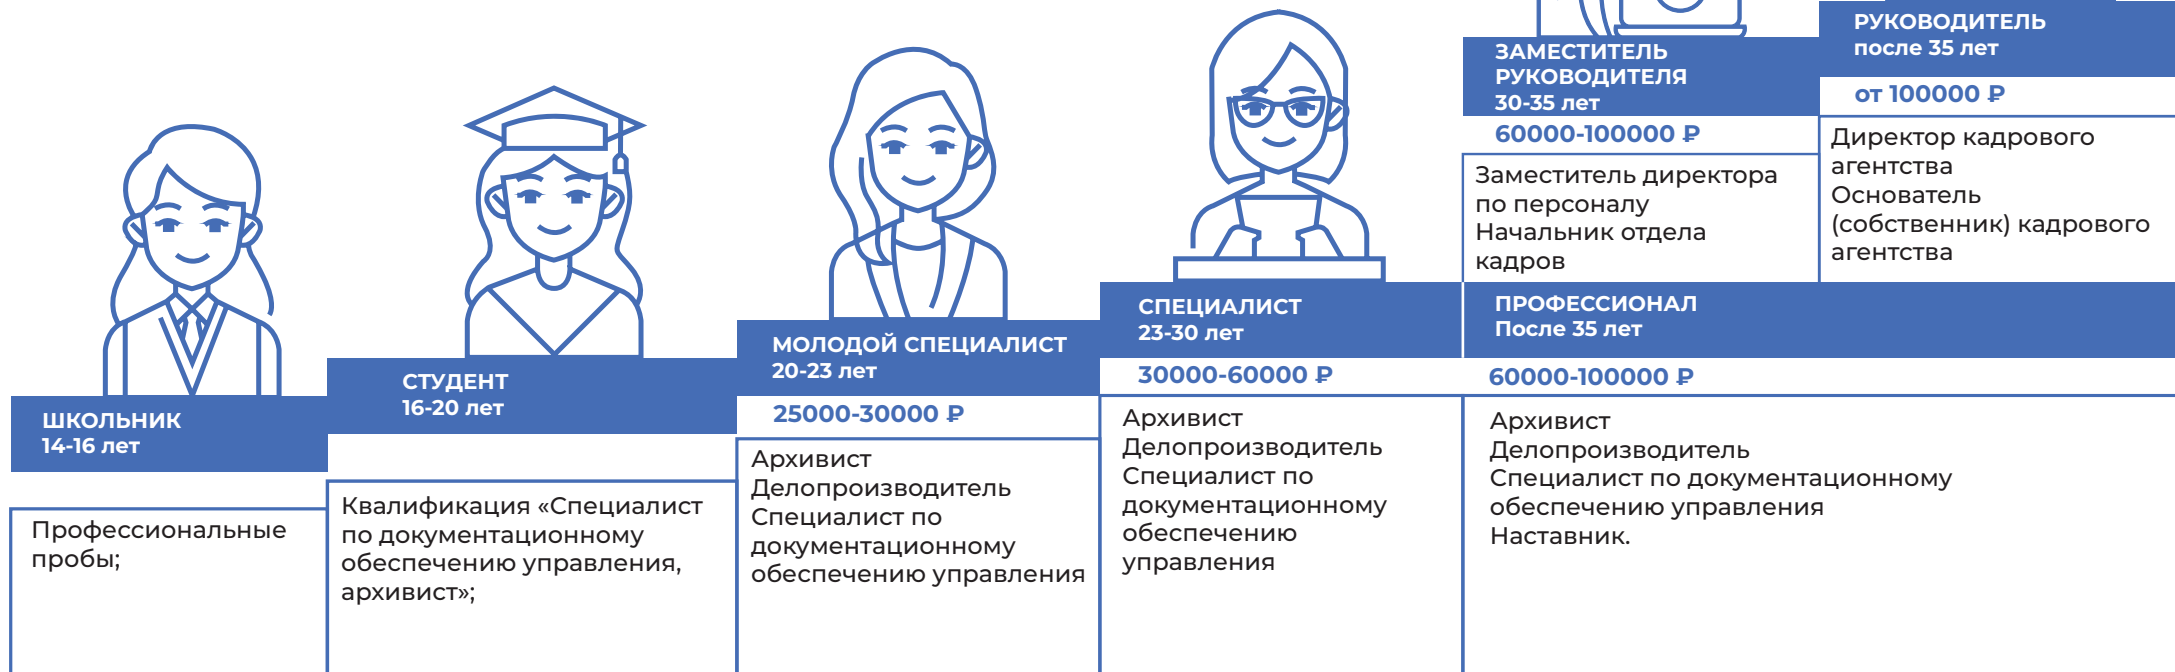 ШКОЛЬНИК
14-16 лет
Профессиональные
пробы;
СТУДЕНТ
16-20 лет
Квалификация «Специалист
по документационному
обеспечению управления,
архивист»;
МОЛОДОЙ СПЕЦИАЛИСТ
20-23 лет
25000-30000 ₽
Архивист
Делопроизводитель
Специалист по
документационному
обеспечению управления
СПЕЦИАЛИСТ
23-30 лет
30000-60000 ₽
Архивист
Делопроизводитель
Специалист по
документационному
обеспечению
управления
ЗАМЕСТИТЕЛЬ
РУКОВОДИТЕЛЯ
30-35 лет
60000-100000 ₽
Заместитель директора
по персоналу
Начальник отдела
кадров
РУКОВОДИТЕЛЬ
после 35 лет
от 100000 ₽
Директор кадрового
агентства
Основатель
(собственник) кадрового
агентства
ПРОФЕССИОНАЛ
После 35 лет
60000-100000 ₽
Архивист
Делопроизводитель
Специалист по документационному
обеспечению управления
Наставник.